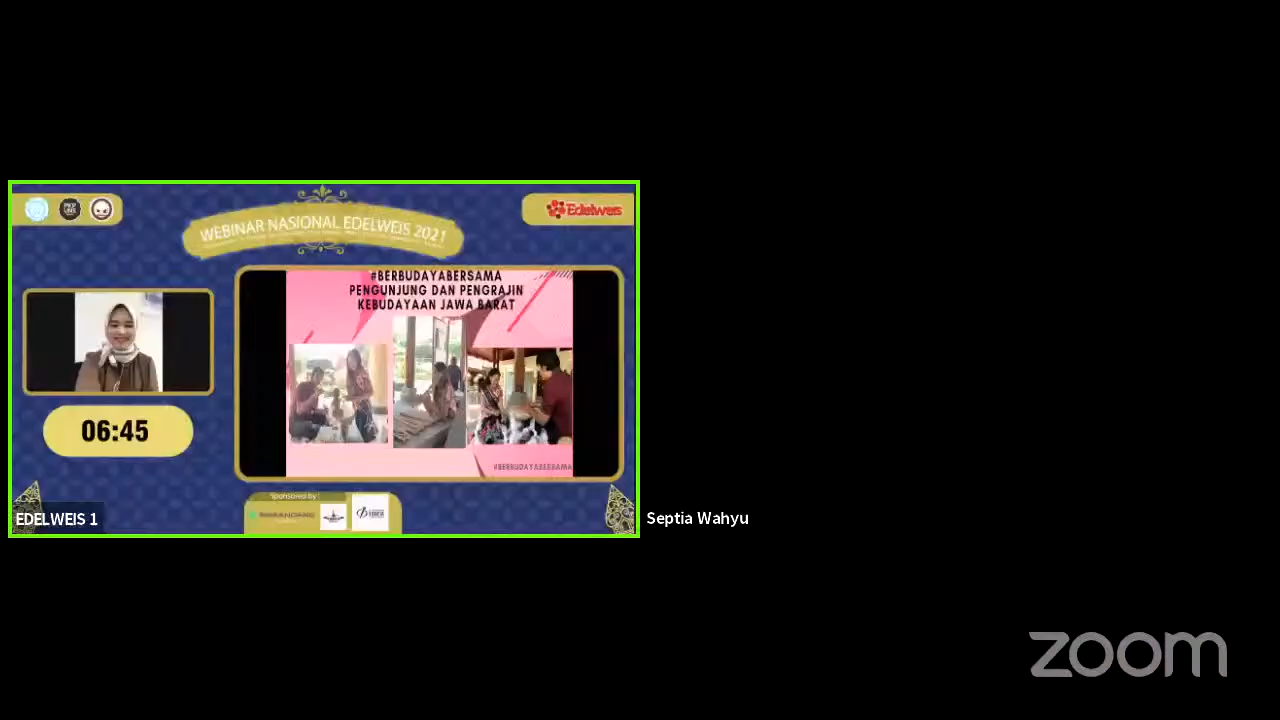 WEBINAR NASIONAL EDELWEIS 2021
Edelweis
#BERBUDAYABERSAMA
PENGUNJUNG DAN PENGRAJIN
KEBUDAYAAN JAWA BARAT
06:45
#BERBUDAYABERSAMA
Sponsored by
EDELWEIS 1
Septia Wahyu
zoom